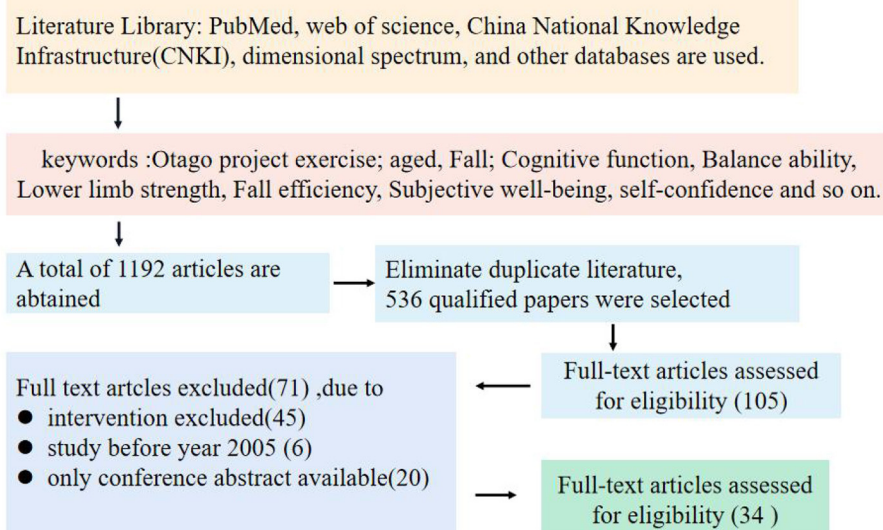 Literature Library: PubMed, web of science, China National Knowledge
Infrastructure(CNKI), dimensional spectrum, and other databases are used.
keywords :Otago project exercise; aged, Fall; Cognitive function, Balance ability,
Lower limb strength, Fall efficiency, Subjective well-being, self-confidence and so on.
A total of 1192 articles are
abtained
Eliminate duplicate literature,
536 qualified papers were selected
Full-text articles assessed
for eligibility (105)
Full text artcles excluded(71) ,due to
● intervention excluded(45)
● study before year 2005 (6)
● only conference abstract available(20)
Full-text articles assessed
for eligibility (34 )